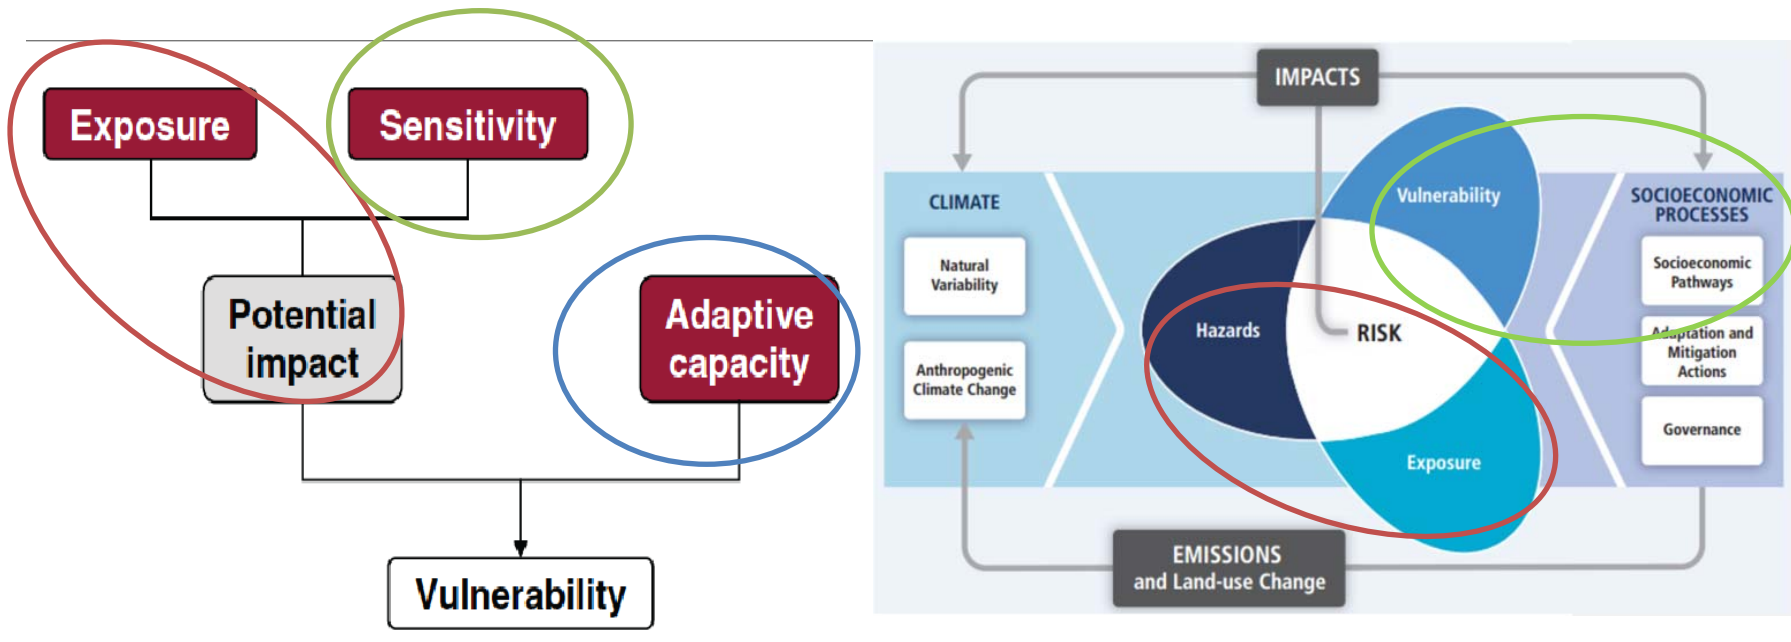 Exposure
Sensitivity
Potential
impact
Adaptive
capacity
Vulnerability
IMPACTS
CLIMATE
Natural
Variability
Anthropogenic
Climate Change
Vulnerability
Hazards
RISK
Exposure
SOCIOECONOMIC
PROCESSES
Socioeconomic
Pathways
Adaptation and
Mitigation
Actions
Governance
EMISSIONS
and Land-use Change